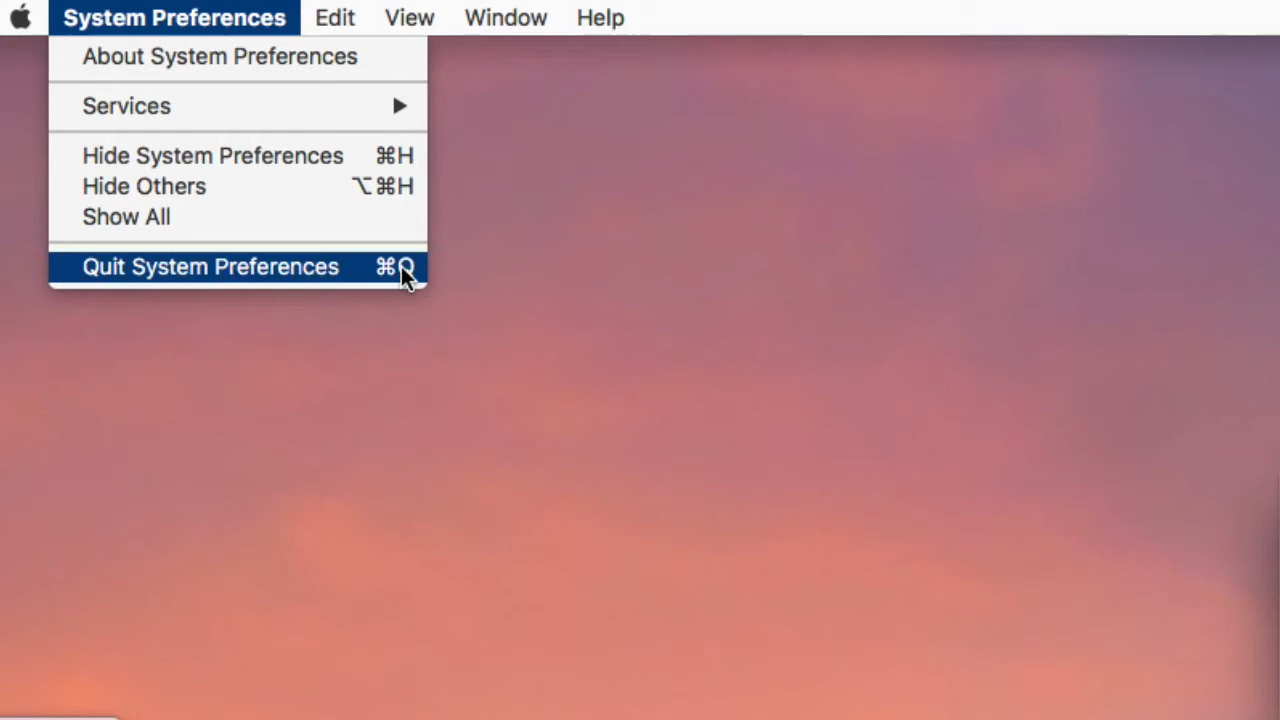 System Preferences Edit View Window Help
About System Preferences
Services
Hide System Preferences ⌘H
Hide Others ⌥⌘H
Show All
Quit System Preferences ⌘Q